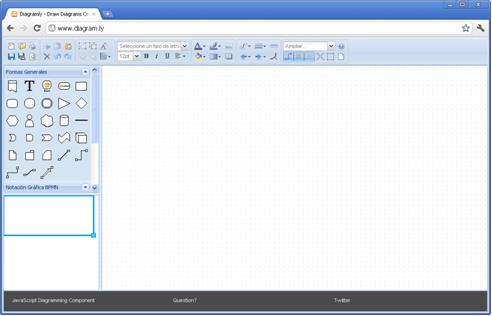 Diagramly - Draw Diagrams Or
www.diagram.ly
Seleccione un tipo de letra
Ampliar...
12pt
B I U
Formas Generales
T
Notación Gráfica BPMN
JavaScript Diagramming Component
Question?
Twitter